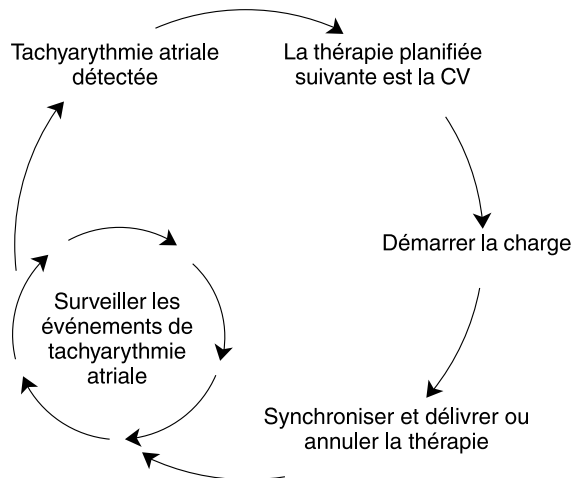 Tachyarythmie atriale
détectée
La thérapie planifiée
suivante est la CV
Démarrer la charge
Synchroniser et délivrer ou
annuler la thérapie
Surveiller les
événements de
tachyarythmie
atriale